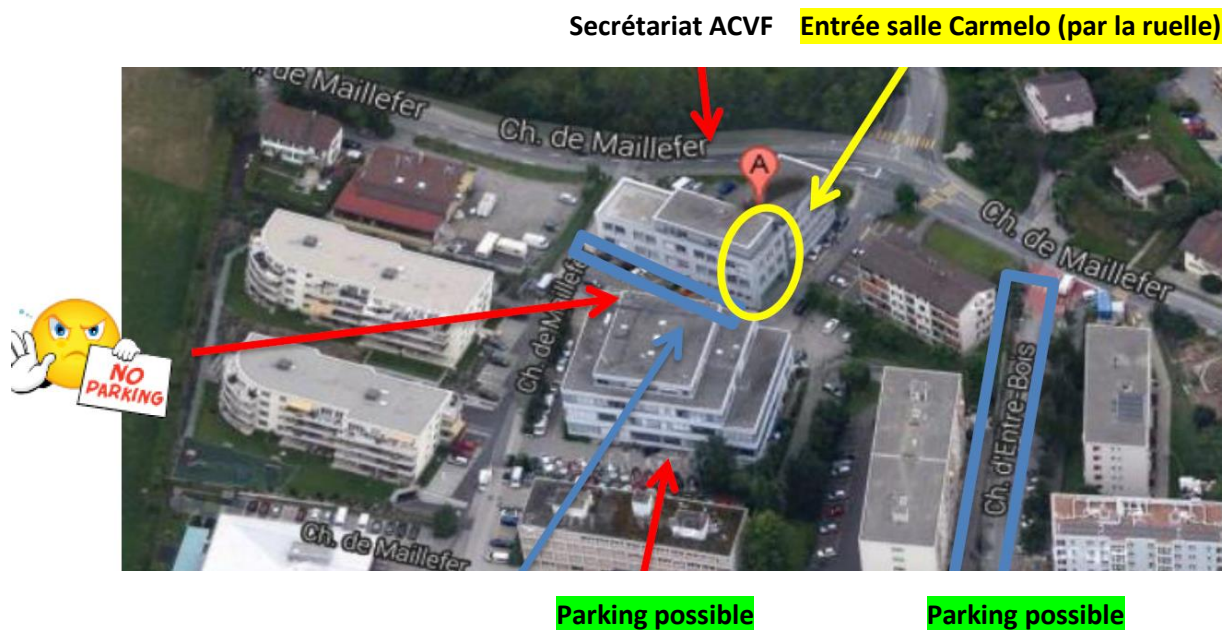 Secrétariat ACVF Entrée salle Carmelo (par la ruelle)
Ch. de Maillefer
Ch. de Maillefer
A
Ch. de Maillefer
Ch. de Maillefer
NO
PARKING
Ch. d'Entre-Bois
Ch. de Maillefer
Parking possible Parking possible